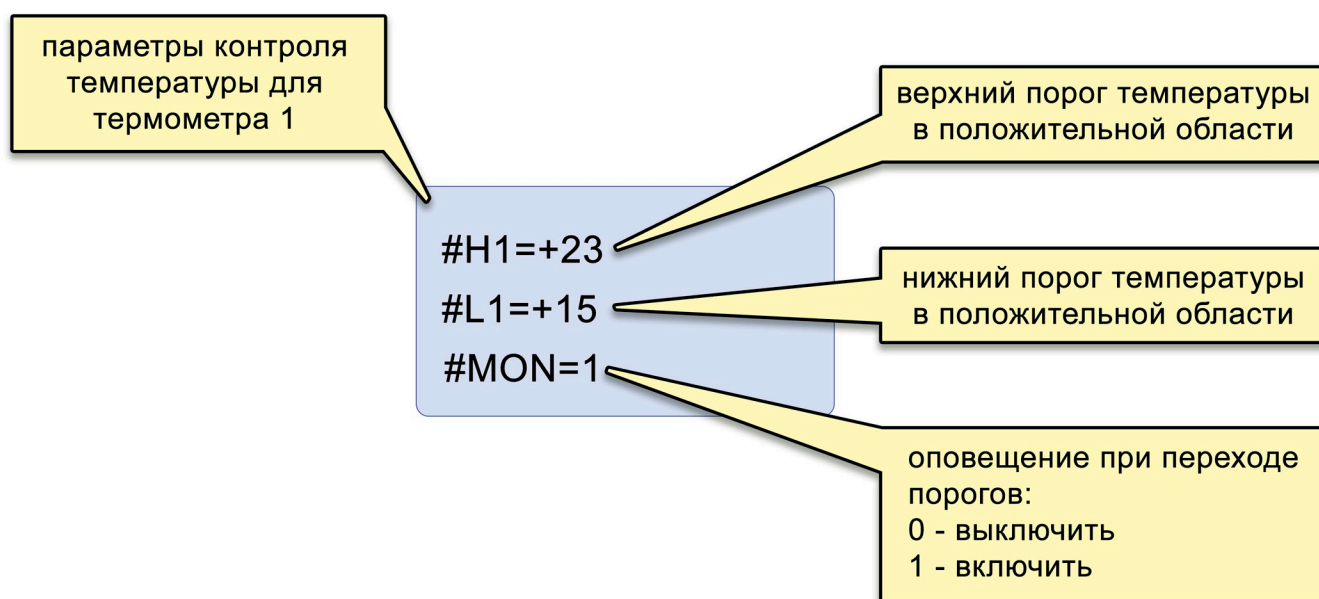 параметры контроля
температуры для
термометра 1
верхний порог температуры
в положительной области
#H1=+23
нижний порог температуры
в положительной области
#L1=+15
#MON=1
оповещение при переходе
порогов:
0 - выключить
1 - включить